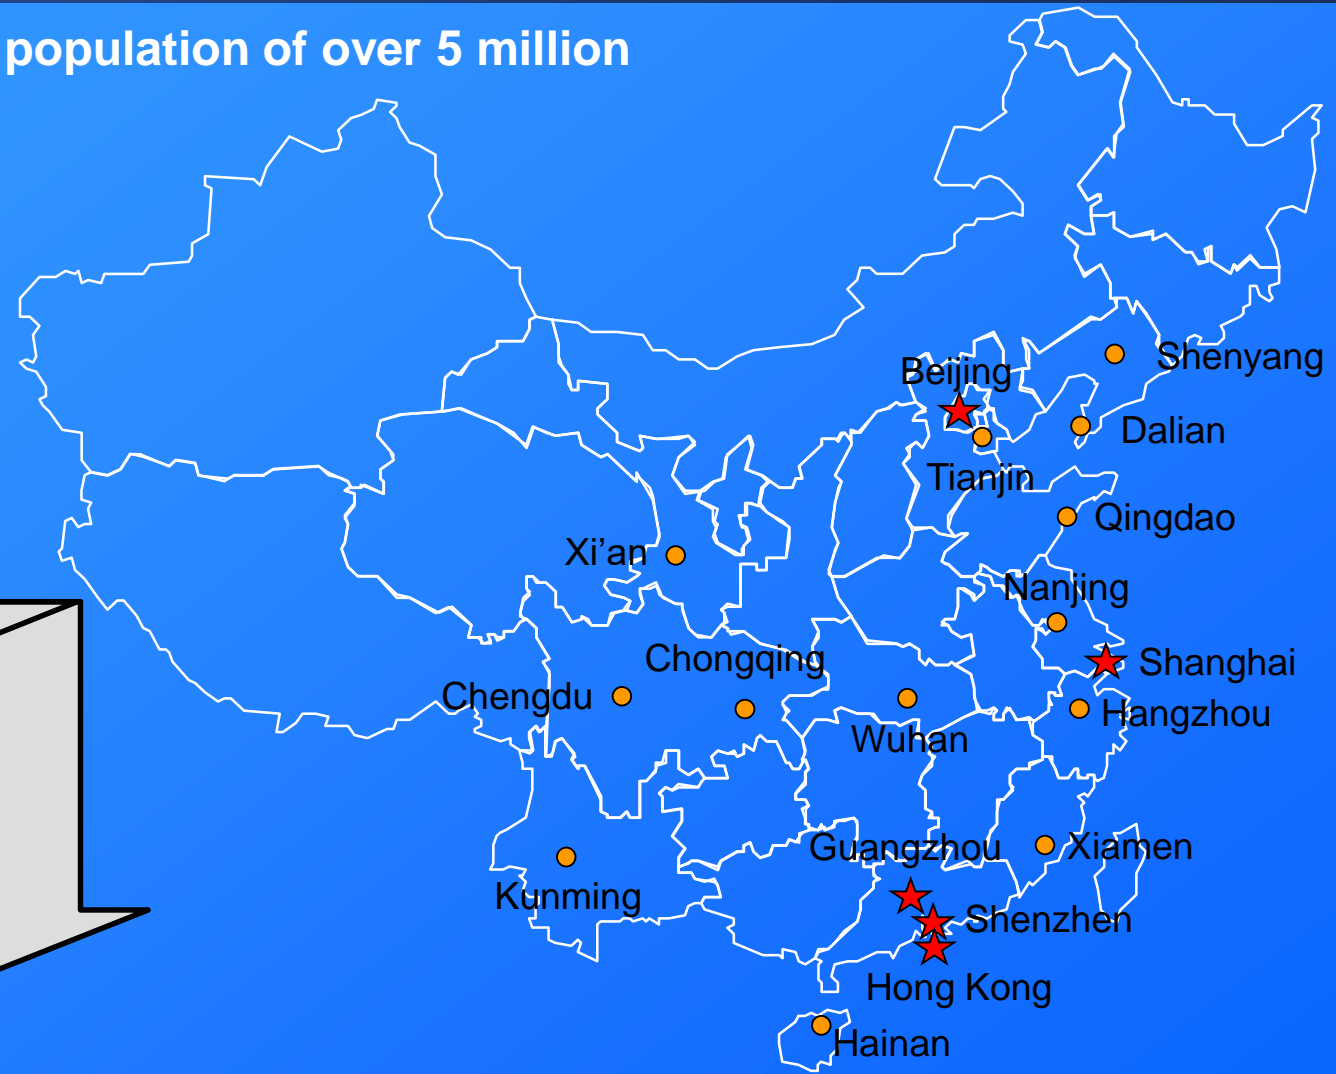 population of over 5 million
Beijing
Shenyang
Dalian
Tianjin
Qingdao
Xi’an
Nanjing
Chongqing
Shanghai
Chengdu
Hangzhou
Wuhan
Guangzhou
Xiamen
Kunming
Shenzhen
Hong Kong
Hainan